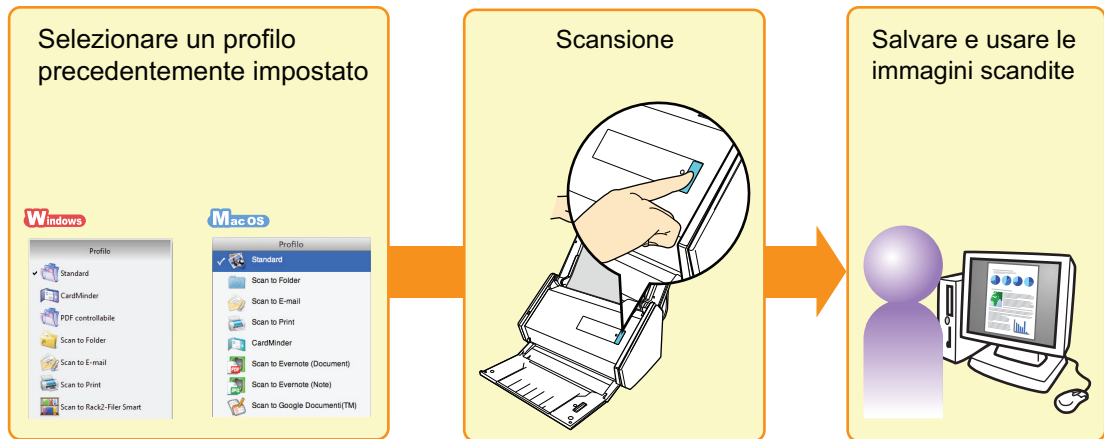 Selezionare un profilo
precedentemente impostato
Windows
Profilo
Standard
CardMinder
PDF controllabile
Scan to Folder
Scan to E-mail
Scan to Print
Scan to Rack2-Filer Smart
Mac OS
Profilo
Standard
Scan to Folder
Scan to E-mail
Scan to Print
CardMinder
Scan to Evernote (Document)
Scan to Evernote (Note)
Scan to Google Documenti(TM)
Scansione
Salvare e usare le
immagini scandite